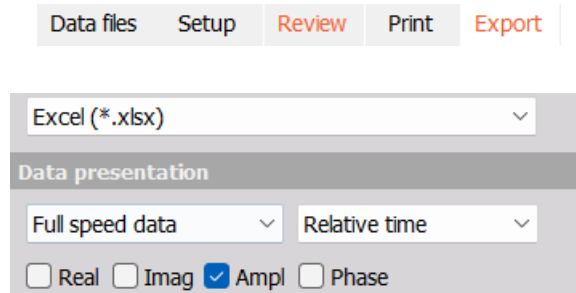 Data files Setup Review Print Export
Excel (*.xlsx)
Data presentation
Full speed data Relative time
Real Imag Ampl Phase